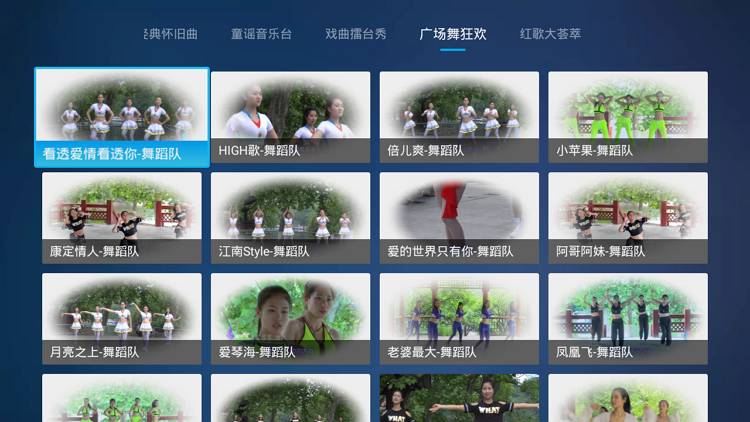 经典怀旧曲
童谣音乐台
戏曲擂台秀
广场舞狂欢
红歌大荟萃
看透爱情看透你-舞蹈队
HIGH歌-舞蹈队
倍儿爽-舞蹈队
小苹果-舞蹈队
康定情人-舞蹈队
江南Style-舞蹈队
爱的世界只有你-舞蹈队
阿哥阿妹-舞蹈队
月亮之上-舞蹈队
爱琴海-舞蹈队
老婆最大-舞蹈队
凤凰飞-舞蹈队
WHAT
WHAT